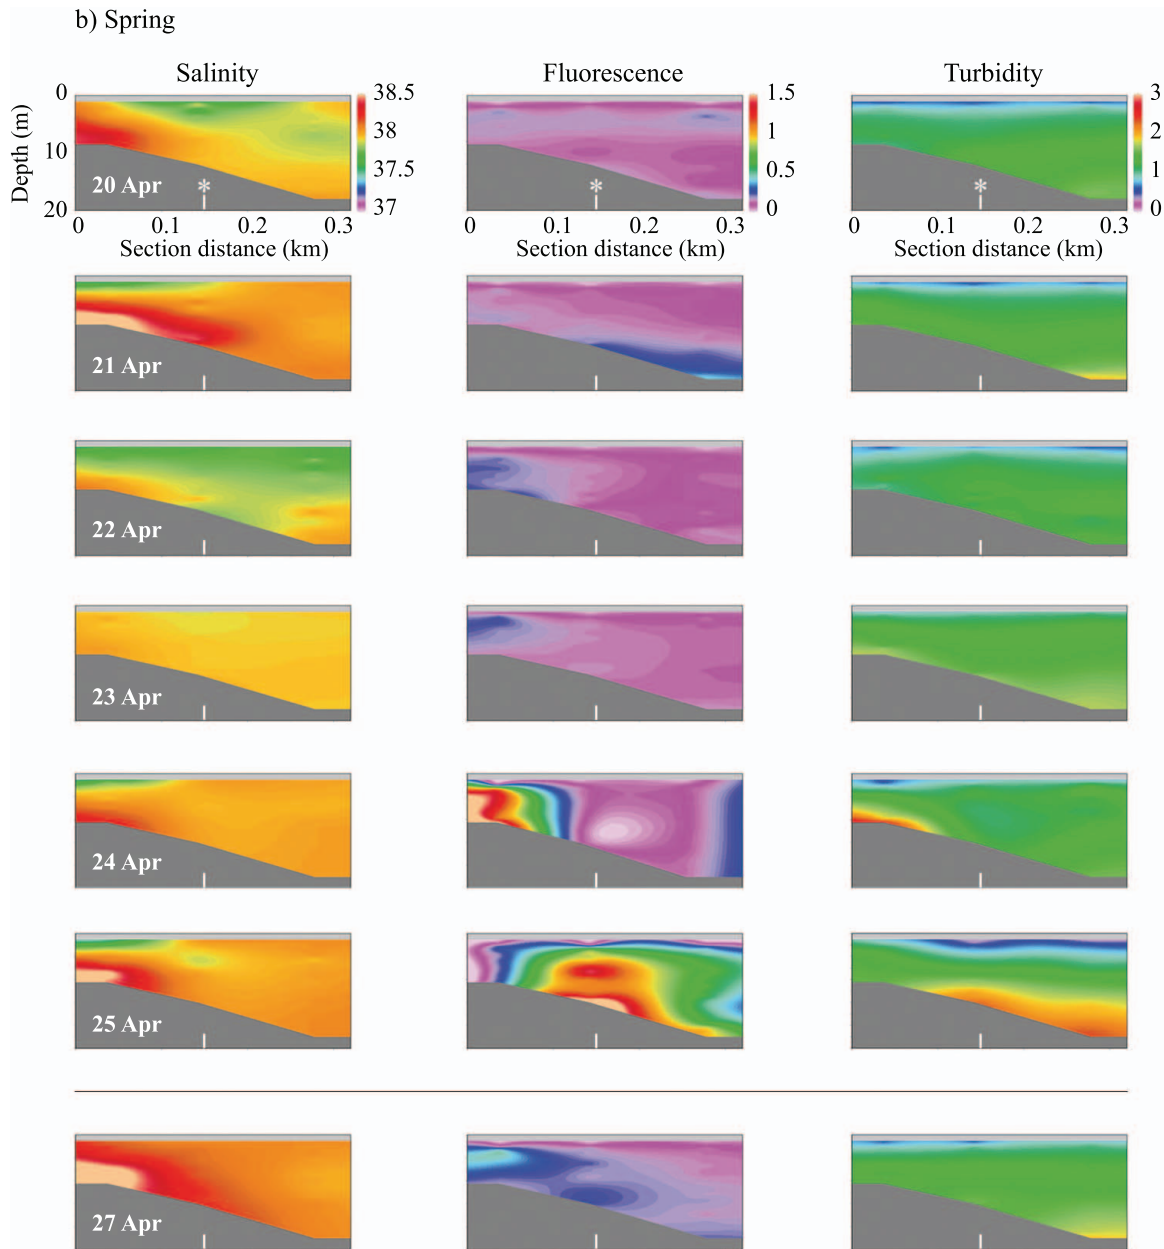 b) Spring
Salinity Fluorescence Turbidity
0 38.5 1.5 3
Depth (m)
38 1 2
10
37.5 0.5 1
20 Apr * * *
20 37 0 0
0 0.1 0.2 0.3 0 0.1 0.2 0.3 0 0.1 0.2 0.3
Section distance (km) Section distance (km) Section distance (km)
21 Apr
22 Apr
23 Apr
24 Apr
25 Apr
27 Apr